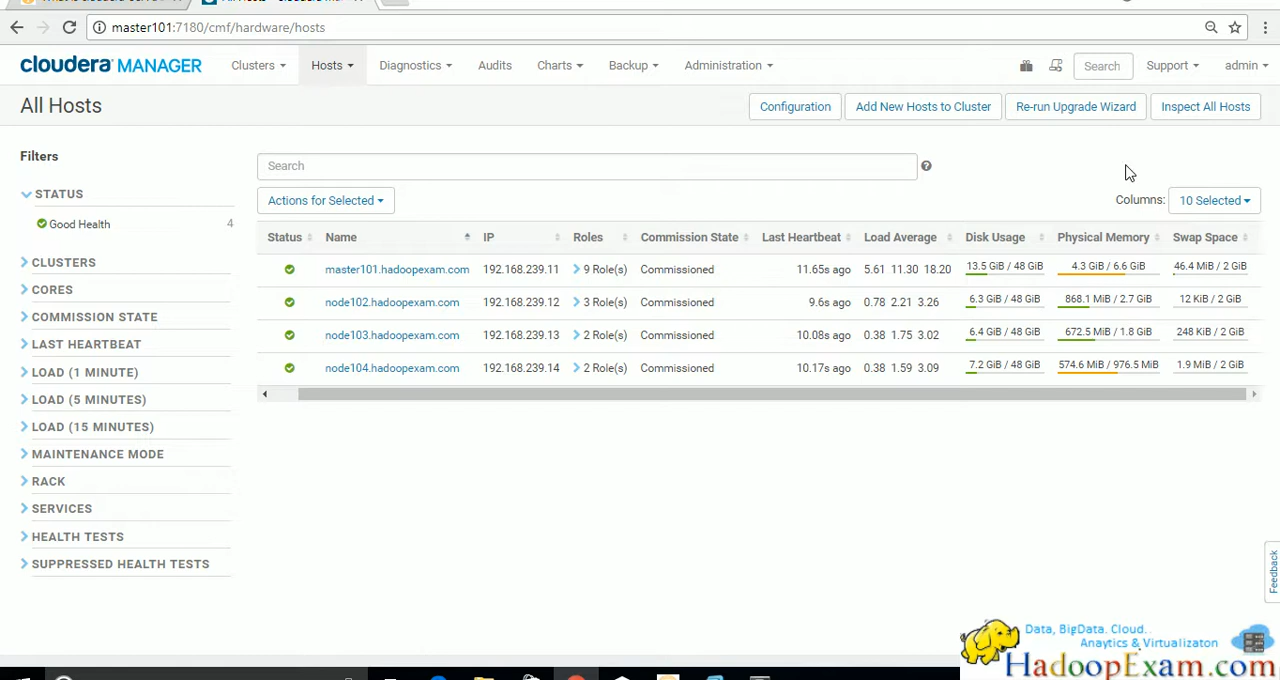 master101:7180/cmf/hardware/hosts
cloudera MANAGER Clusters Hosts Diagnostics Audits Charts Backup Administration Search Support admin
All Hosts Configuration Add New Hosts to Cluster Re-run Upgrade Wizard Inspect All Hosts
Filters
Search
STATUS
Actions for Selected Columns: 10 Selected
Good Health 4
Status Name IP Roles Commission State Last Heartbeat Load Average Disk Usage Physical Memory Swap Space
master101.hadoopexam.com 192.168.239.11 9 Role(s) Commissioned 11.65s ago 5.61 11.30 18.20 13.5 GiB / 48 GiB 4.3 GiB / 6.6 GiB 46.4 MiB / 2 GiB
node102.hadoopexam.com 192.168.239.12 3 Role(s) Commissioned 9.6s ago 0.78 2.21 3.26 6.3 GiB / 48 GiB 868.1 MiB / 2.7 GiB 12 KiB / 2 GiB
node103.hadoopexam.com 192.168.239.13 2 Role(s) Commissioned 10.08s ago 0.38 1.75 3.02 6.4 GiB / 48 GiB 672.5 MiB / 1.8 GiB 248 KiB / 2 GiB
node104.hadoopexam.com 192.168.239.14 2 Role(s) Commissioned 10.17s ago 0.38 1.59 3.09 7.2 GiB / 48 GiB 574.6 MiB / 976.5 MiB 1.9 MiB / 2 GiB
CLUSTERS
CORES
COMMISSION STATE
LAST HEARTBEAT
LOAD (1 MINUTE)
LOAD (5 MINUTES)
LOAD (15 MINUTES)
MAINTENANCE MODE
RACK
SERVICES
HEALTH TESTS
SUPPRESSED HEALTH TESTS
Feedback
Data, BigData. Cloud.
Anaytics & Virtualizaton
HadoopExam.com